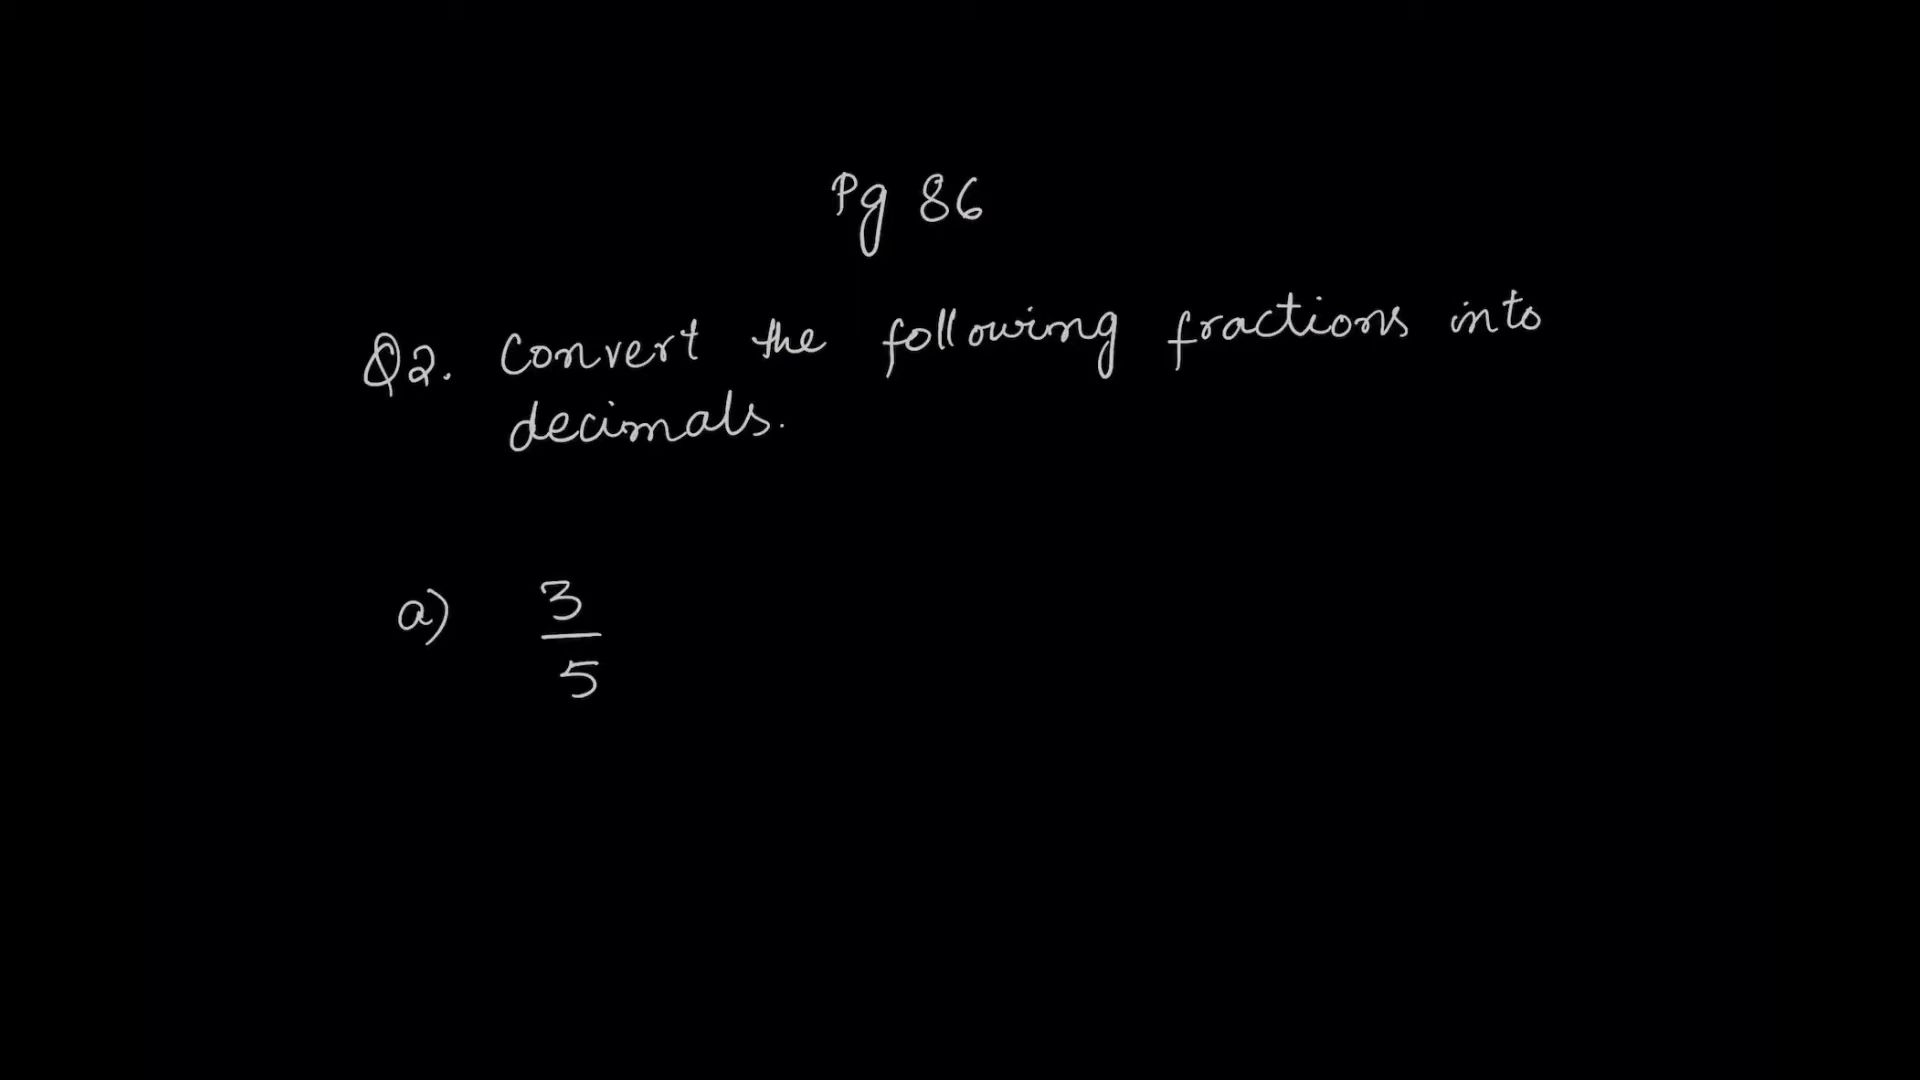 Pg 86
Q2. Convert the following fractions into
decimals.
a) 3/5